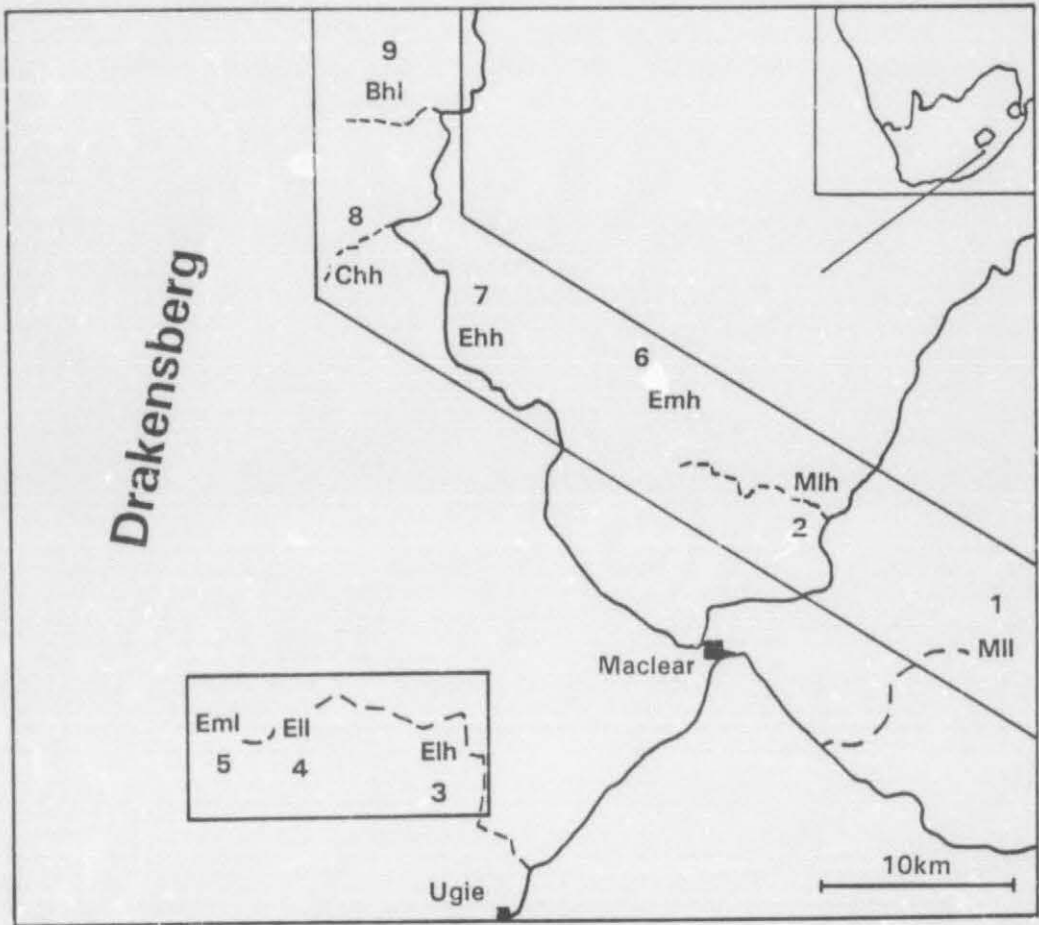 9
Bhl
8
Chh
7
Ehh
6
Emh
Drakensberg
Mlh
2
1
Mll
Maclear
Eml
Ell
5
4
Elh
3
10km
Ugie